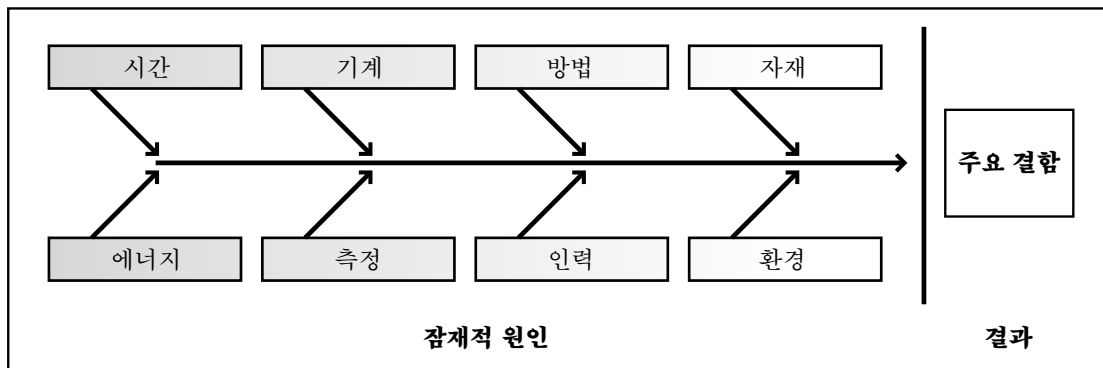 시간 기계 방법 자재
주요 결함
에너지 측정 인력 환경
잠재적 원인 결과